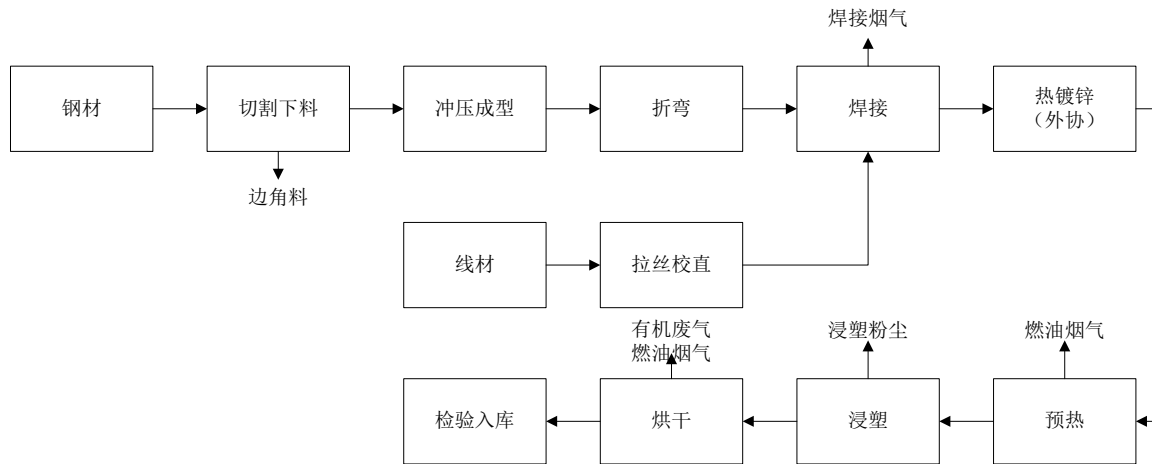 焊接烟气
钢材
切割下料
冲压成型
折弯
焊接
热镀锌
（外协）
边角料
线材
拉丝校直
有机废气
燃油烟气
浸塑粉尘
燃油烟气
检验入库
烘干
浸塑
预热